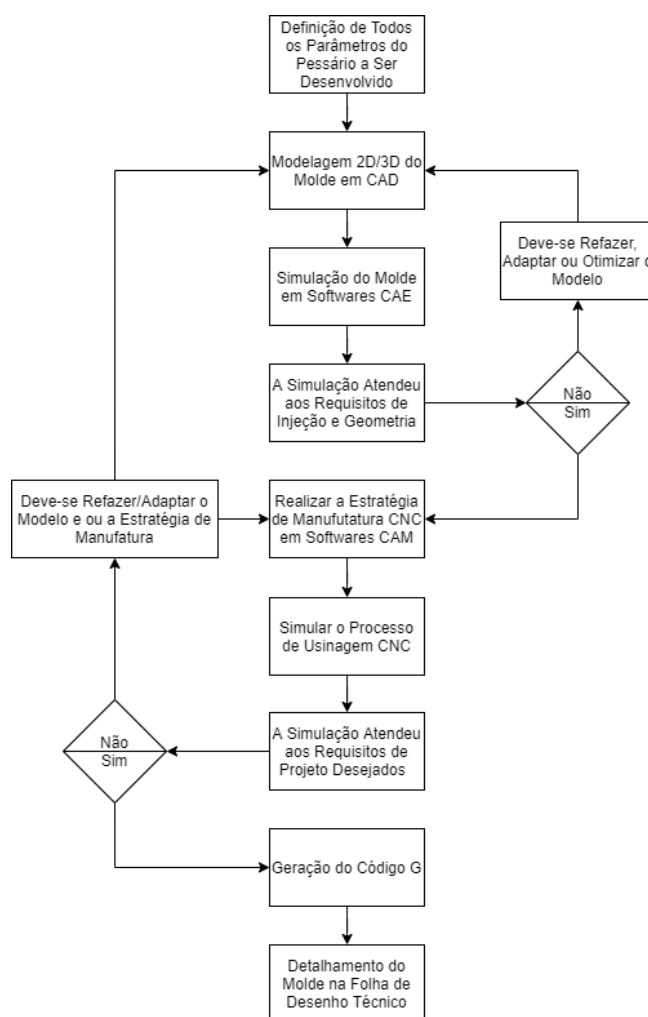 Definição de Todos
os Parâmetros do
Pessário a Ser
Desenvolvido
Modelagem 2D/3D do
Molde em CAD
Deve-se Refazer,
Adaptar ou Otimizar o
Modelo
Simulação do Molde
em Softwares CAE
A Simulação Atendeu
aos Requisitos de
Injeção e Geometria
Não
Sim
Deve-se Refazer/Adaptar o
Modelo e ou a Estratégia de
Manufatura
Realizar a Estratégia
de Manufutatura CNC
em Softwares CAM
Simular o Processo
de Usinagem CNC
A Simulação Atendeu
aos Requisitos de
Projeto Desejados
Não
Sim
Geração do Código G
Detalhamento do
Molde na Folha de
Desenho Técnico